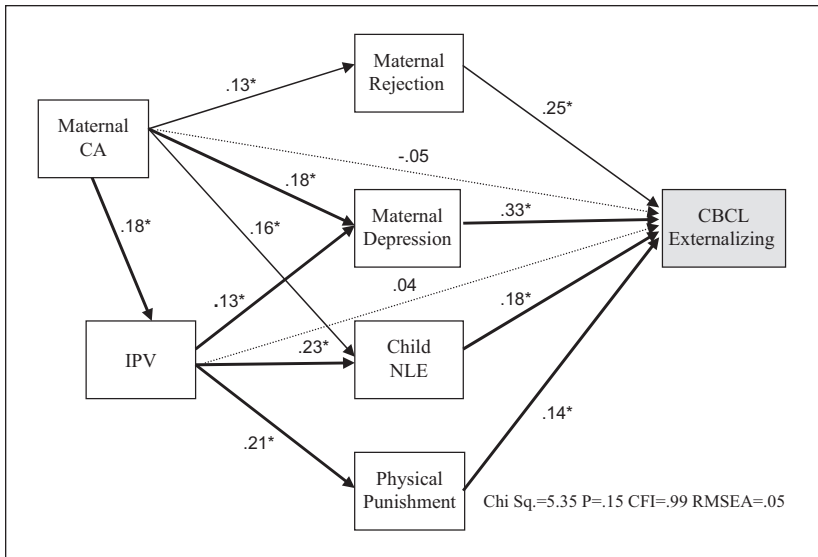 Maternal
Rejection
.13*
.25*
Maternal
CA
-.05
.18*
Maternal
Depression
.33*
CBCL
Externalizing
.18*
.16*
.04
.13*
.18*
IPV
.23*
Child
NLE
.21*
.14*
Physical
Punishment
Chi Sq.=5.35 P=.15 CFI=.99 RMSEA=.05